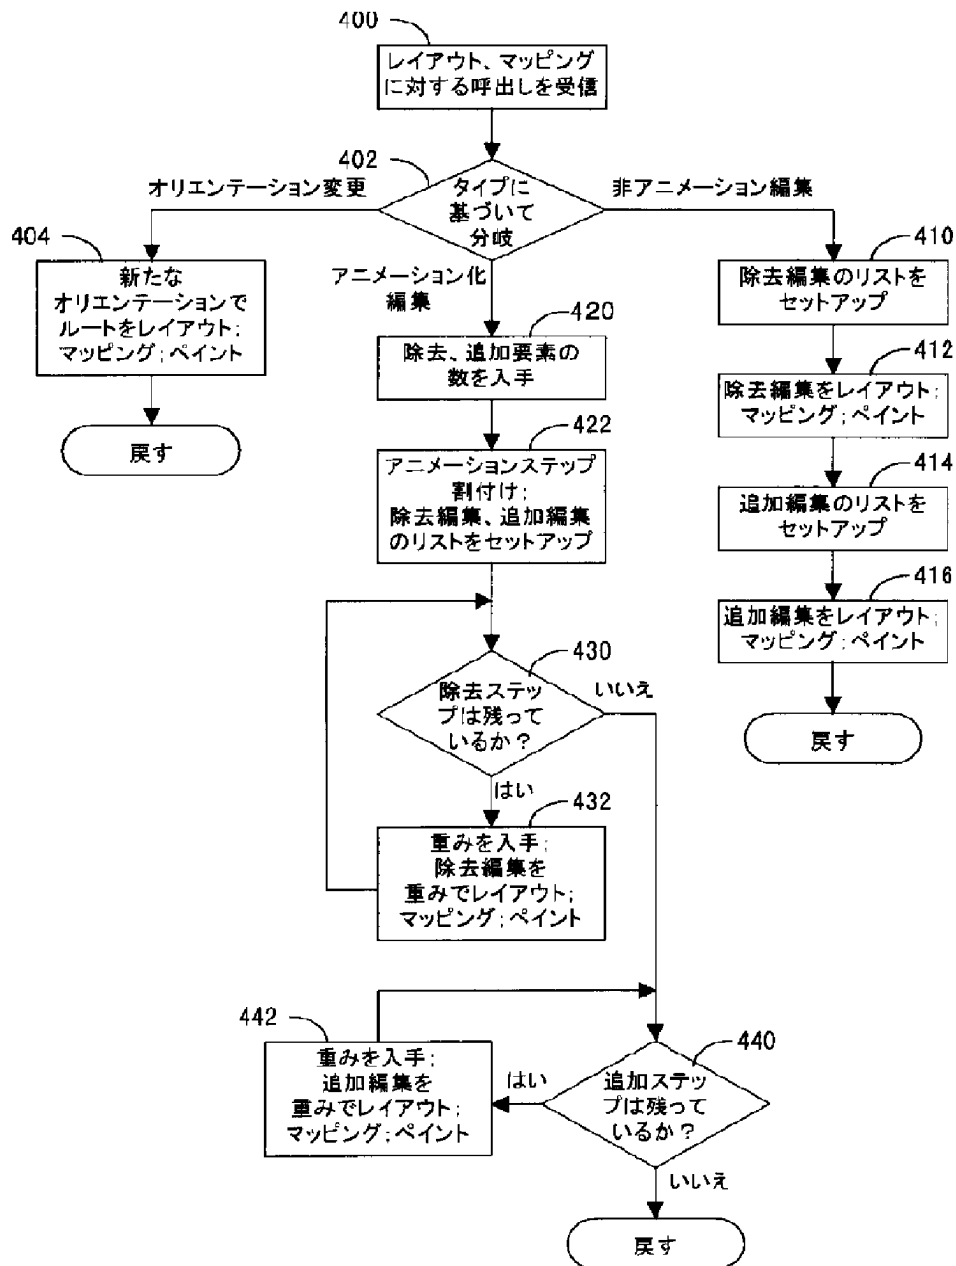 400
レイアウト、マッピング
に対する呼出しを受信
402
タイプに
基づいて
分岐
オリエンテーション変更
非アニメーション編集
アニメーション化
編集
404
新たな
オリエンテーションで
ルートをレイアウト;
マッピング;ペイント
戻す
420
除去、追加要素の
数を入手
422
アニメーションステップ
割付け;
除去編集、追加編集
のリストをセットアップ
430
除去ステッ
プは残って
いるか？
いいえ
はい
432
重みを入手;
除去編集を
重みでレイアウト;
マッピング;ペイント
440
追加ステッ
プは残って
いるか？
はい
442
重みを入手;
追加編集を
重みでレイアウト;
マッピング;ペイント
いいえ
戻す
410
除去編集のリストを
セットアップ
412
除去編集をレイアウト;
マッピング;ペイント
414
追加編集のリストを
セットアップ
416
追加編集をレイアウト;
マッピング;ペイント
戻す